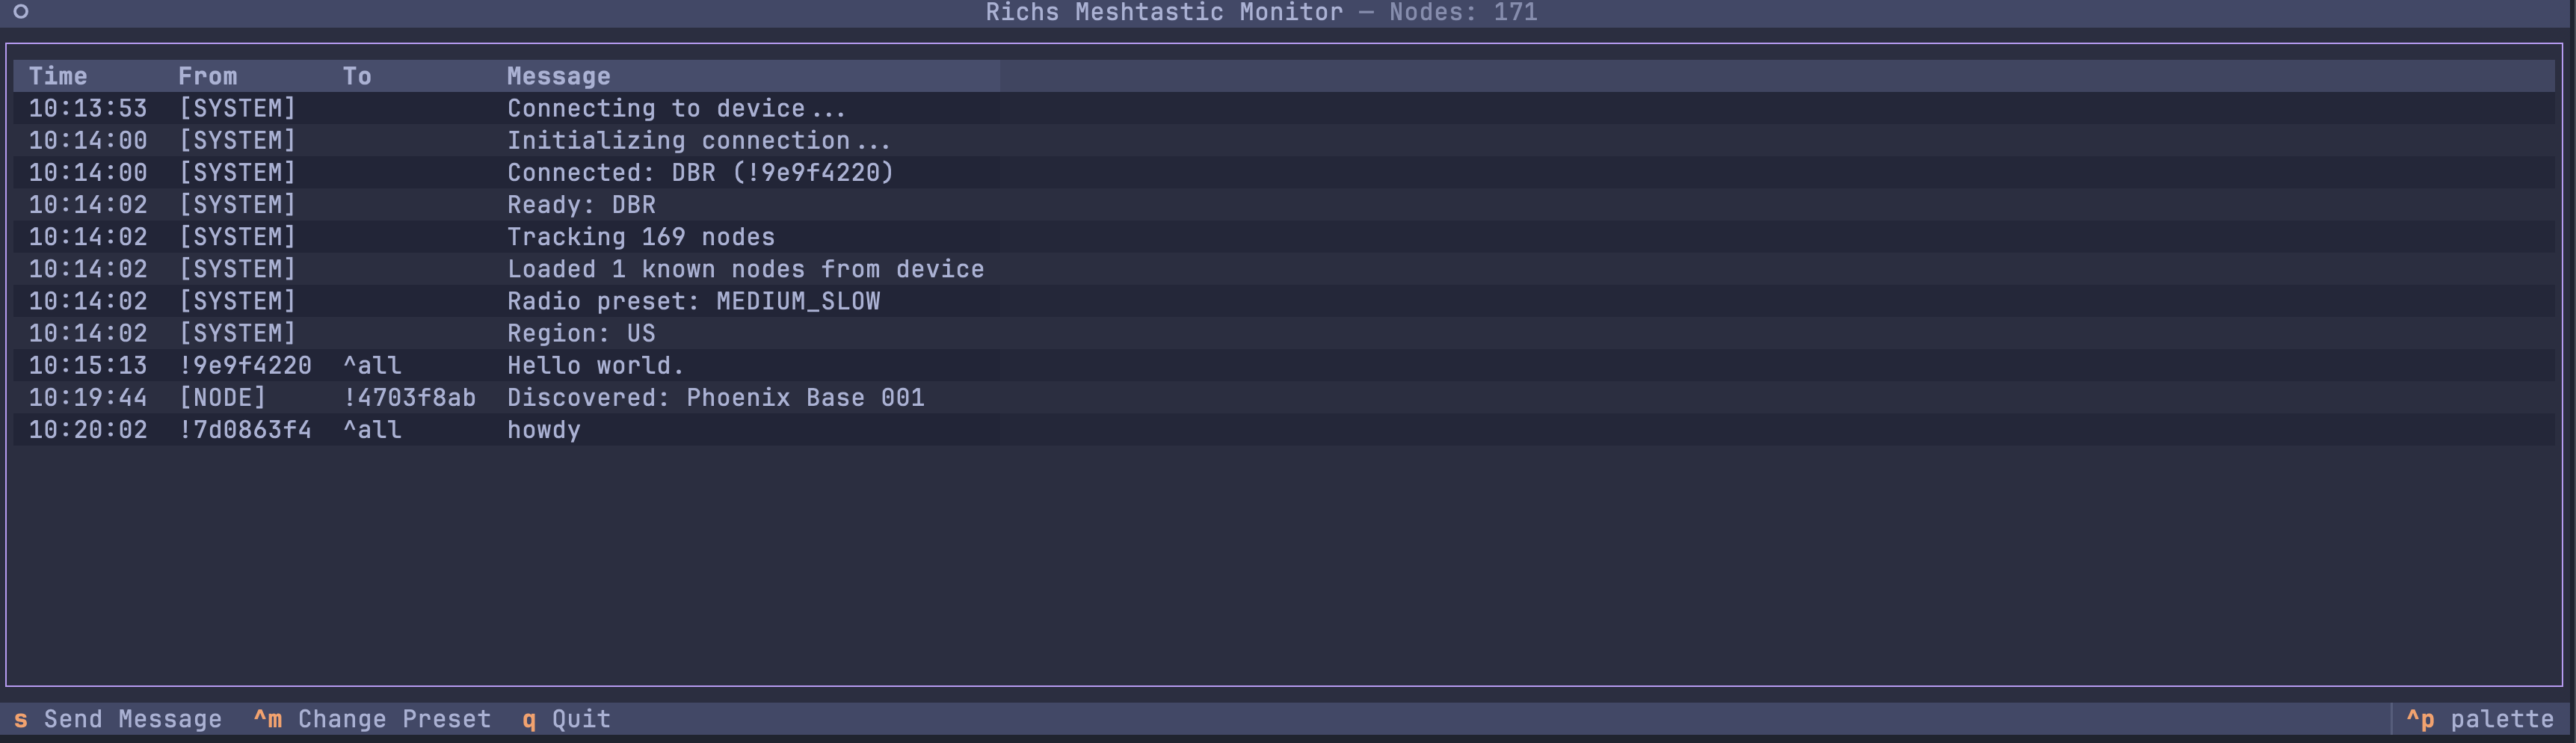 Richs Meshtastic Monitor — Nodes: 171
Time From To Message
10:13:53 [SYSTEM] Connecting to device...
10:14:00 [SYSTEM] Initializing connection...
10:14:00 [SYSTEM] Connected: DBR (!9e9f4220)
10:14:02 [SYSTEM] Ready: DBR
10:14:02 [SYSTEM] Tracking 169 nodes
10:14:02 [SYSTEM] Loaded 1 known nodes from device
10:14:02 [SYSTEM] Radio preset: MEDIUM_SLOW
10:14:02 [SYSTEM] Region: US
10:15:13 !9e9f4220 ^all Hello world.
10:19:44 [NODE] !4703f8ab Discovered: Phoenix Base 001
10:20:02 !7d0863f4 ^all howdy
s Send Message ^m Change Preset q Quit ^p palette